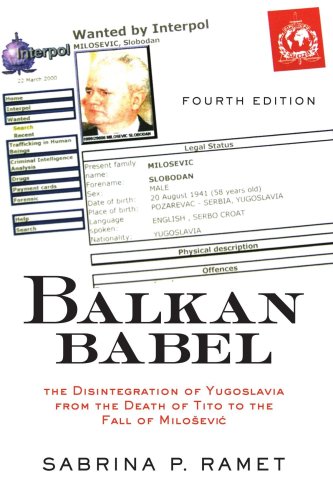 Interpol
Wanted by Interpol
MILOSEVIC, Slobodan
22 March 2000
FOURTH EDITION
Home
Interpol
Wanted
Search
Recent
Trafficking in Human
Beings
Criminal Intelligence
Analysis
Drugs
Payment cards
Forensic
Help
Search
Legal Status
Present family
name: MILOSEVIC
Forename: SLOBODAN
Sex: MALE
Date of birth: 20 August 1941 (58 years old)
Place of birth: POZAREVAC - SERBIA, YUGOSLAVIA
Language
spoken: ENGLISH , SERBO CROAT
Nationality: YUGOSLAVIA
Physical description
Offences
BALKAN
BABEL
THE DISINTEGRATION OF YUGOSLAVIA
FROM THE DEATH OF TITO TO THE
FALL OF MILOŠEVIĆ
SABRINA P. RAMET